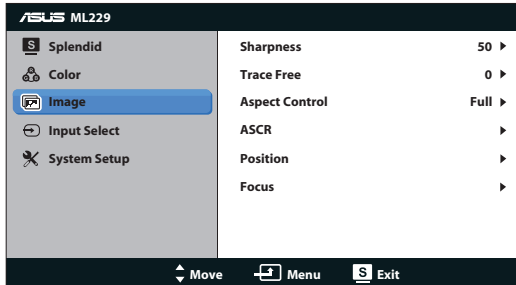 ASUS ML229
S Splendid
Color
Image
Input Select
System Setup
Sharpness 50
Trace Free 0
Aspect Control Full
ASCR
Position
Focus
Move Menu S Exit